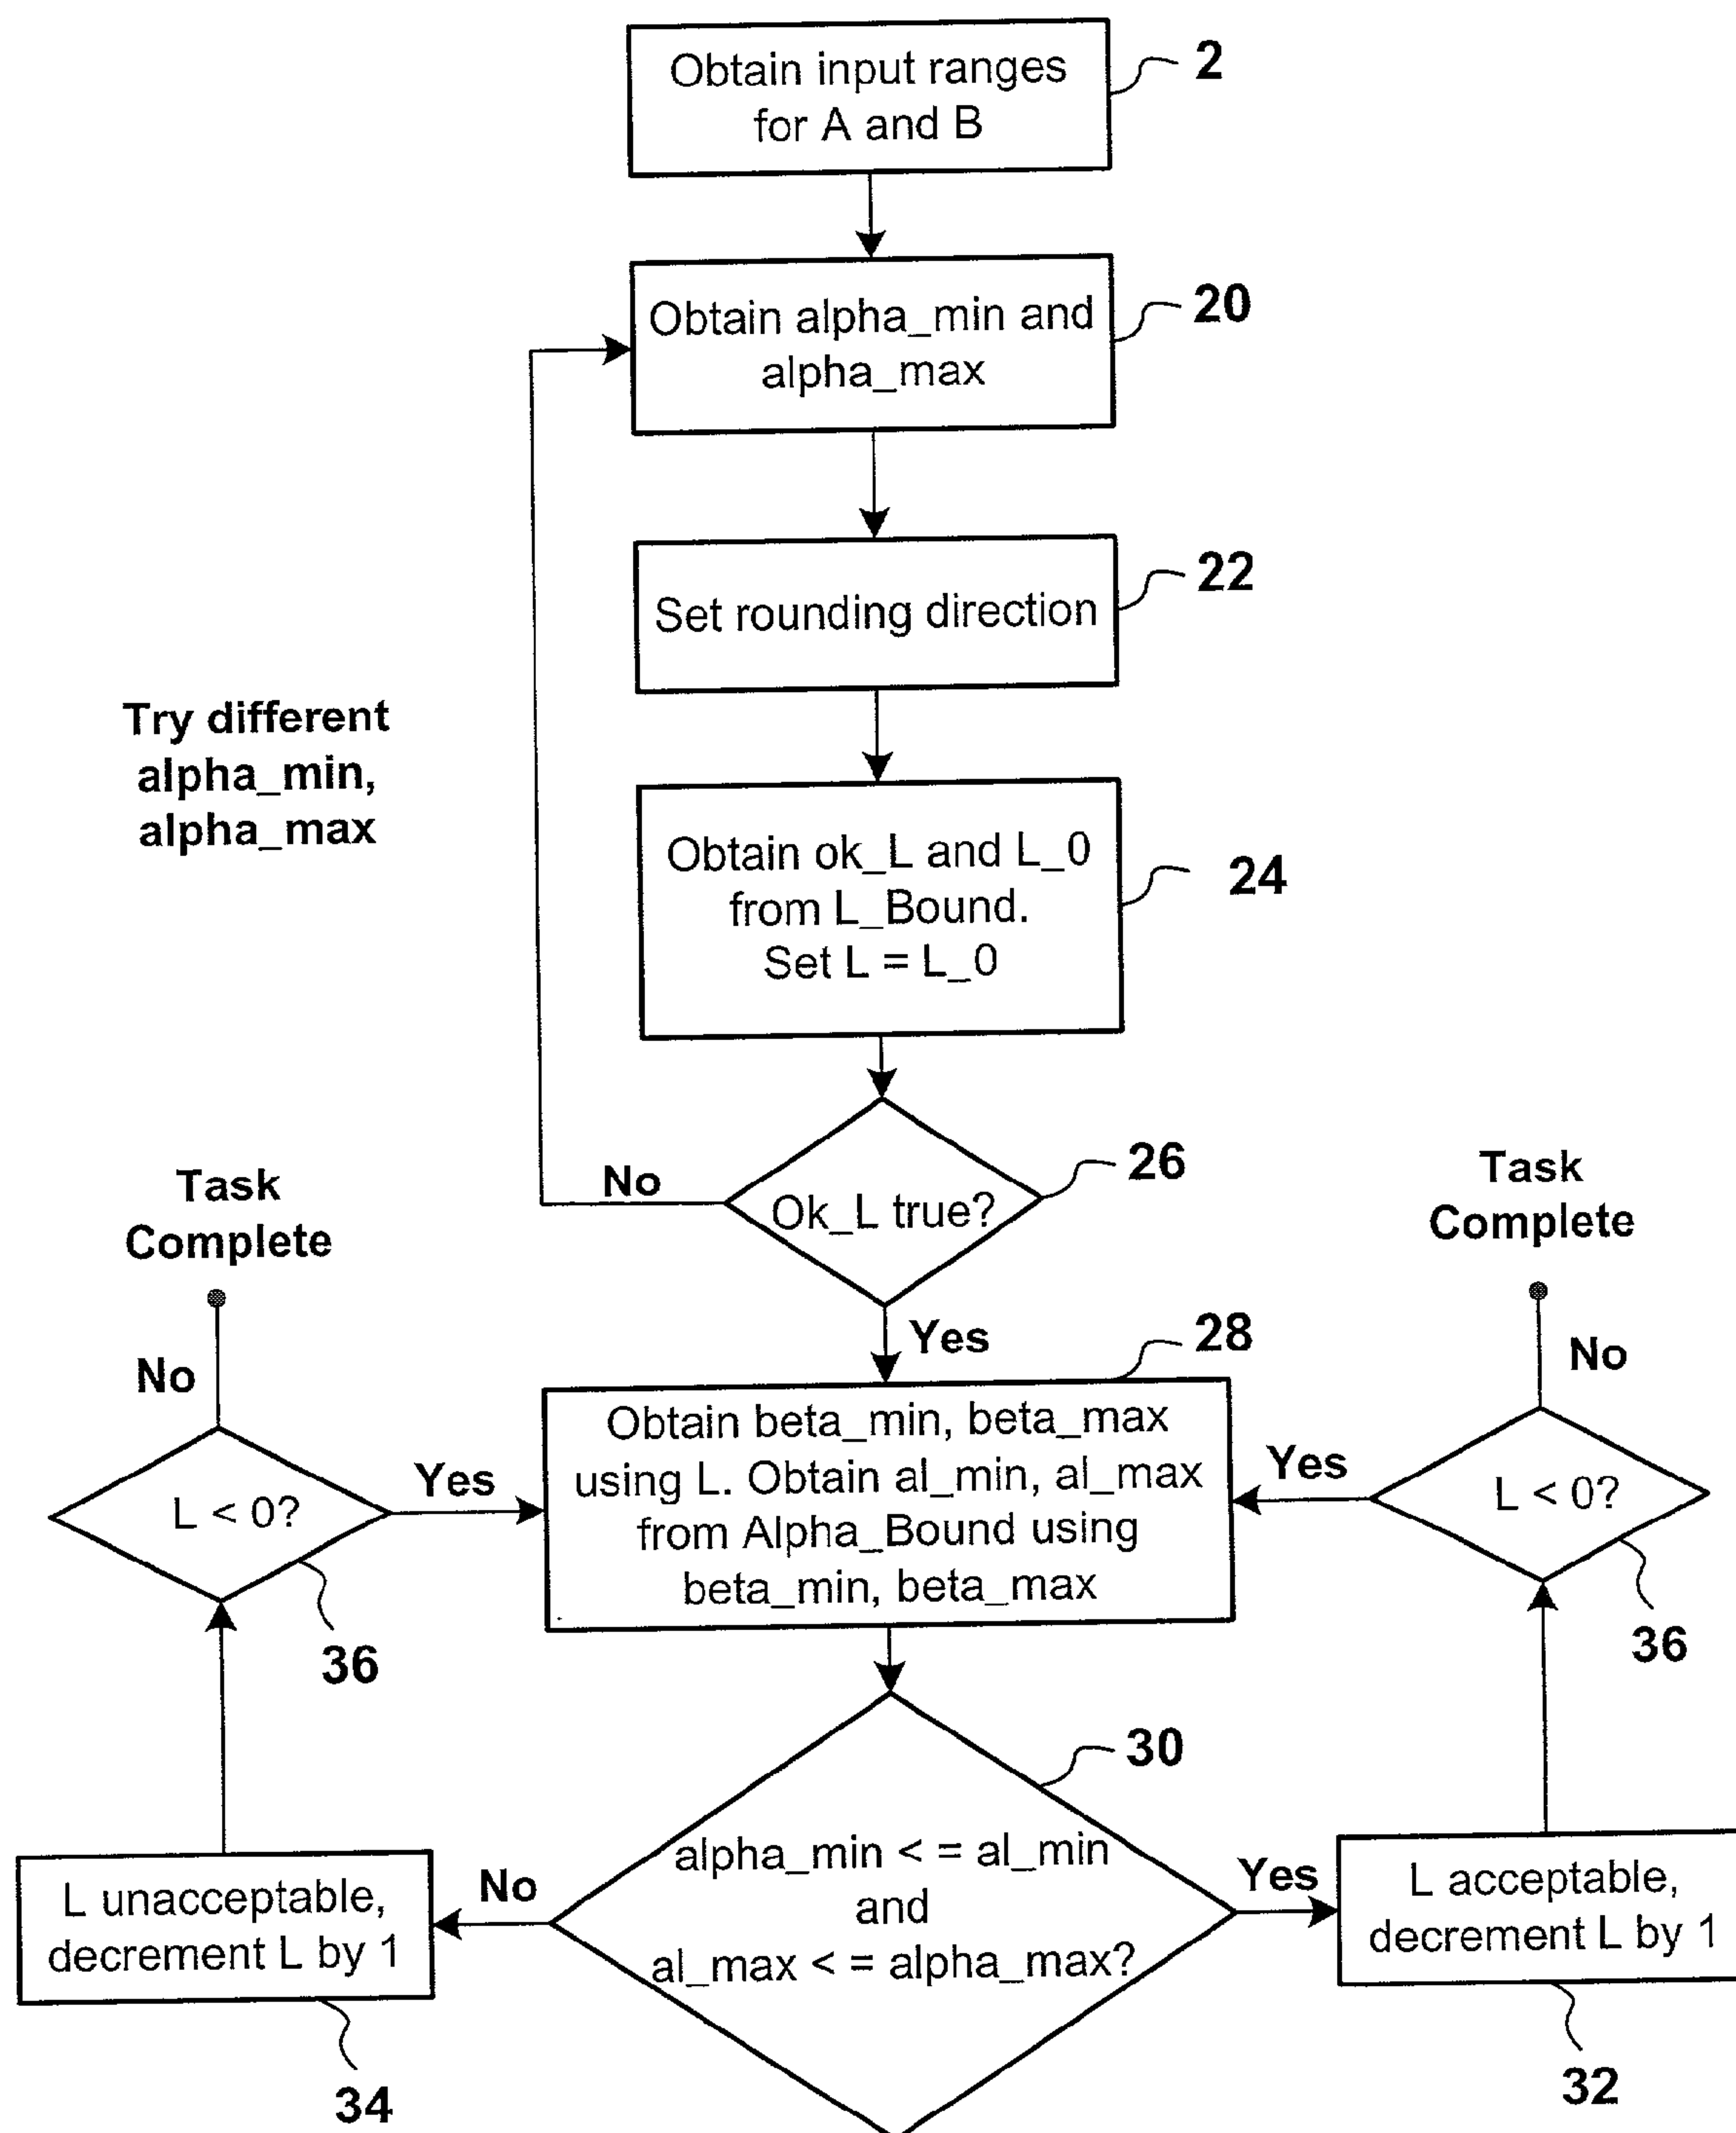 Obtain input ranges
for A and B
2
Obtain alpha_min and
alpha_max
20
Set rounding direction
22
Try different
alpha_min,
alpha_max
Obtain ok_L and L_0
from L_Bound.
Set L = L_0
24
Ok_L true?
26
No
Yes
Task
Complete
No
L < 0?
Yes
36
Obtain beta_min, beta_max
using L. Obtain al_min, al_max
from Alpha_Bound using
beta_min, beta_max
28
Task
Complete
No
L < 0?
Yes
36
alpha_min < = al_min
and
al_max < = alpha_max?
30
No
Yes
L unacceptable,
decrement L by 1
34
L acceptable,
decrement L by 1
32